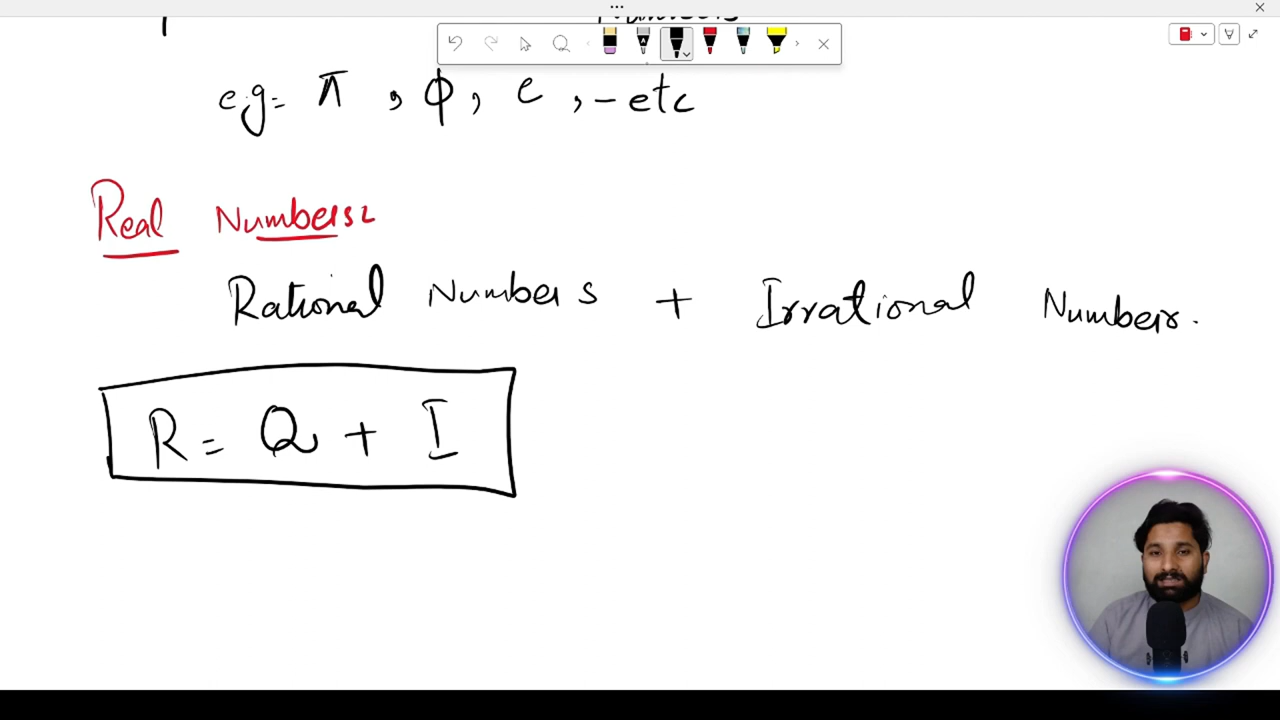 e.g= π , φ, e , - etc
Real Numbers:
Rational Numbers + Irrational Numbers.
R = Q + I